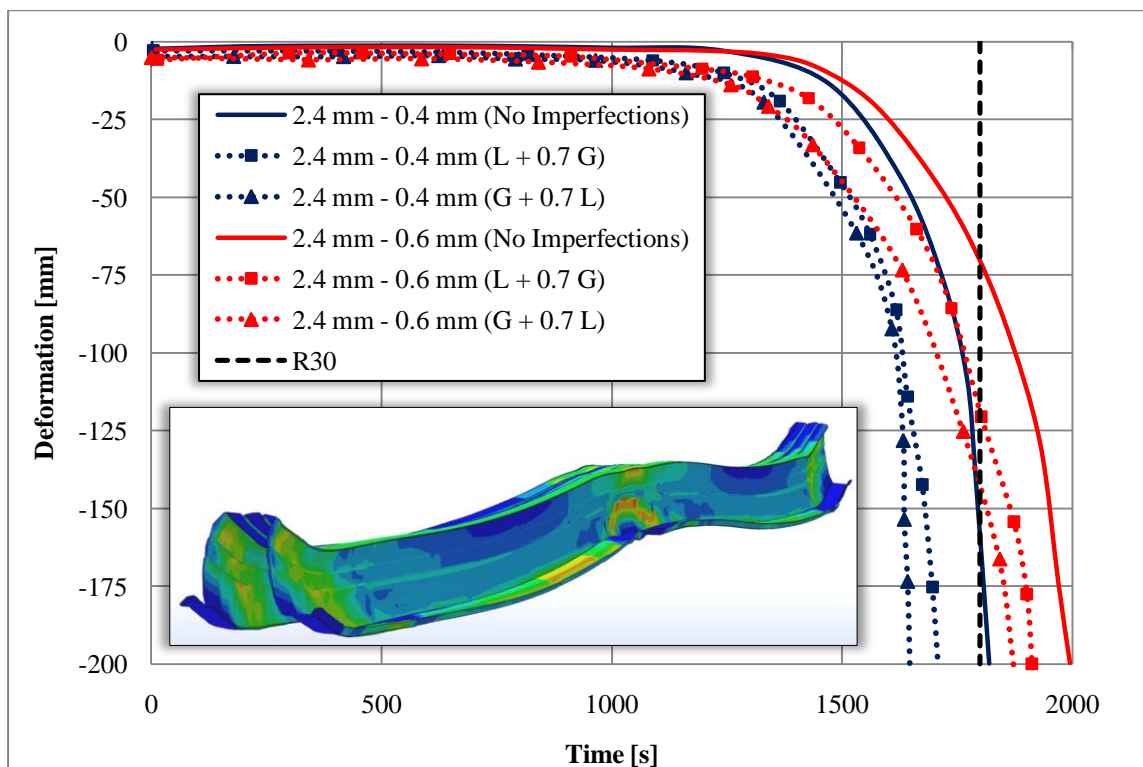 0
-25
-50
-75
-100
-125
-150
-175
-200
Deformation [mm]
2.4 mm - 0.4 mm (No Imperfections)
2.4 mm - 0.4 mm (L + 0.7 G)
2.4 mm - 0.4 mm (G + 0.7 L)
2.4 mm - 0.6 mm (No Imperfections)
2.4 mm - 0.6 mm (L + 0.7 G)
2.4 mm - 0.6 mm (G + 0.7 L)
R30
0 500 1000 1500 2000
Time [s]